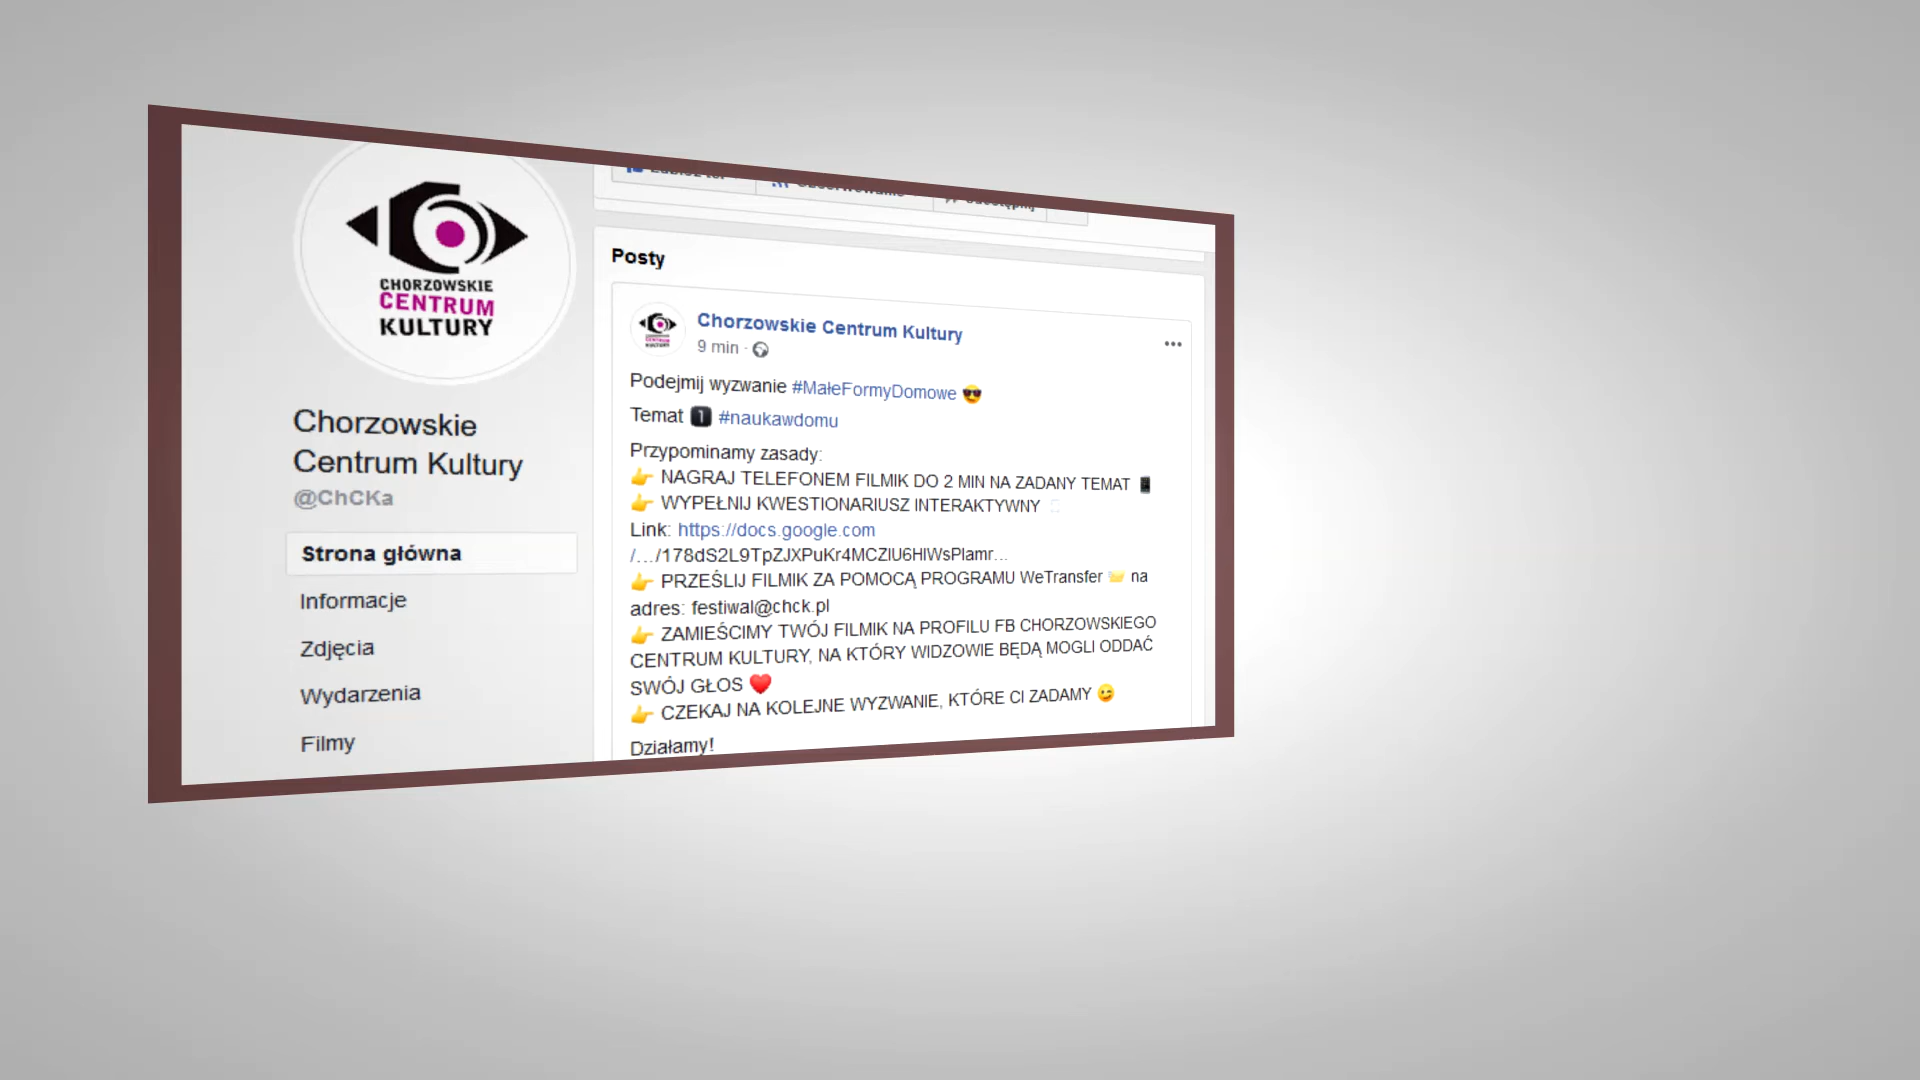 CHORZOWSKIE
CENTRUM
KULTURY
Chorzowskie
Centrum Kultury
@ChCKa
Strona główna
Informacje
Zdjęcia
Wydarzenia
Filmy
Posty
Chorzowskie Centrum Kultury
9 min ·
Podejmij wyzwanie #MałeFormyDomowe 😎
Temat 1️⃣ #naukawdomu
Przypominamy zasady:
👉 NAGRAJ TELEFONEM FILMIK DO 2 MIN NA ZADANY TEMAT 📱
👉 WYPEŁNIJ KWESTIONARIUSZ INTERAKTYWNY
Link: https://docs.google.com
/…/178dS2L9TpZJXPuKr4MCZIU6HIWsPlamr…
👉 PRZEŚLIJ FILMIK ZA POMOCĄ PROGRAMU WeTransfer 📨 na
adres: festiwal@chck.pl
👉 ZAMIEŚCIMY TWÓJ FILMIK NA PROFILU FB CHORZOWSKIEGO
CENTRUM KULTURY, NA KTÓRY WIDZOWIE BĘDĄ MOGLI ODDAĆ
SWÓJ GŁOS ❤️
👉 CZEKAJ NA KOLEJNE WYZWANIE, KTÓRE CI ZADAMY 😉
Działamy!